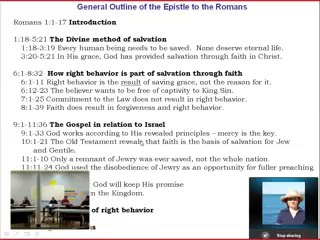 General Outline of the Epistle to the Romans
Romans 1:1-17 Introduction
1:18-5:21 The Divine method of salvation
1:18-3:19 Every human being needs to be saved. None deserve eternal life.
3:20-5:21 In His grace, God has provided salvation through faith in Christ.
6:1-8:32 How right behavior is part of salvation through faith
6:1-11 Right behavior is the result of saving grace, not the reason for it.
6:12-23 The believer wants to be free of captivity to King Sin.
7:1-25 Commitment to the Law does not result in right behavior.
8:1-39 Faith does result in forgiveness and right behavior.
9:1-11:36 The Gospel in relation to Israel
9:1-33 God works according to His revealed principles – mercy is the key.
10:1-21 The Old Testament reveals that faith is the basis of salvation for Jew
and Gentile.
11:1-10 Only a remnant of Jewry was ever saved, not the whole nation.
11:11-24 God used the disobedience of Jewry as an opportunity for fuller preaching
God will keep His promise
n the Kingdom.
of right behavior
Stop sharing